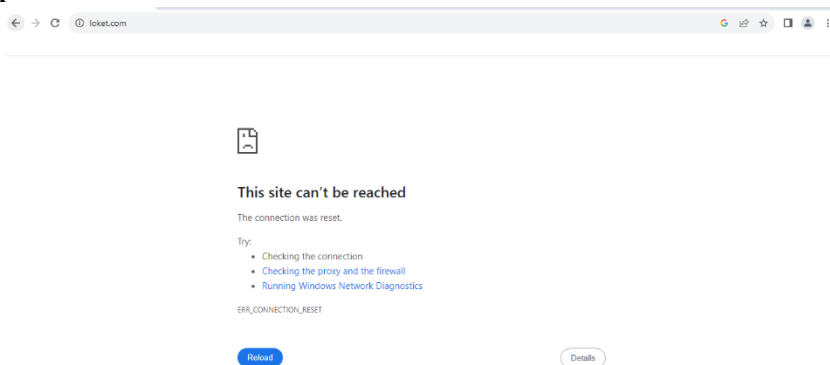 loket.com
This site can't be reached
The connection was reset.
Try:
Checking the connection
Checking the proxy and the firewall
Running Windows Network Diagnostics
ERR_CONNECTION_RESET
Reload
Details